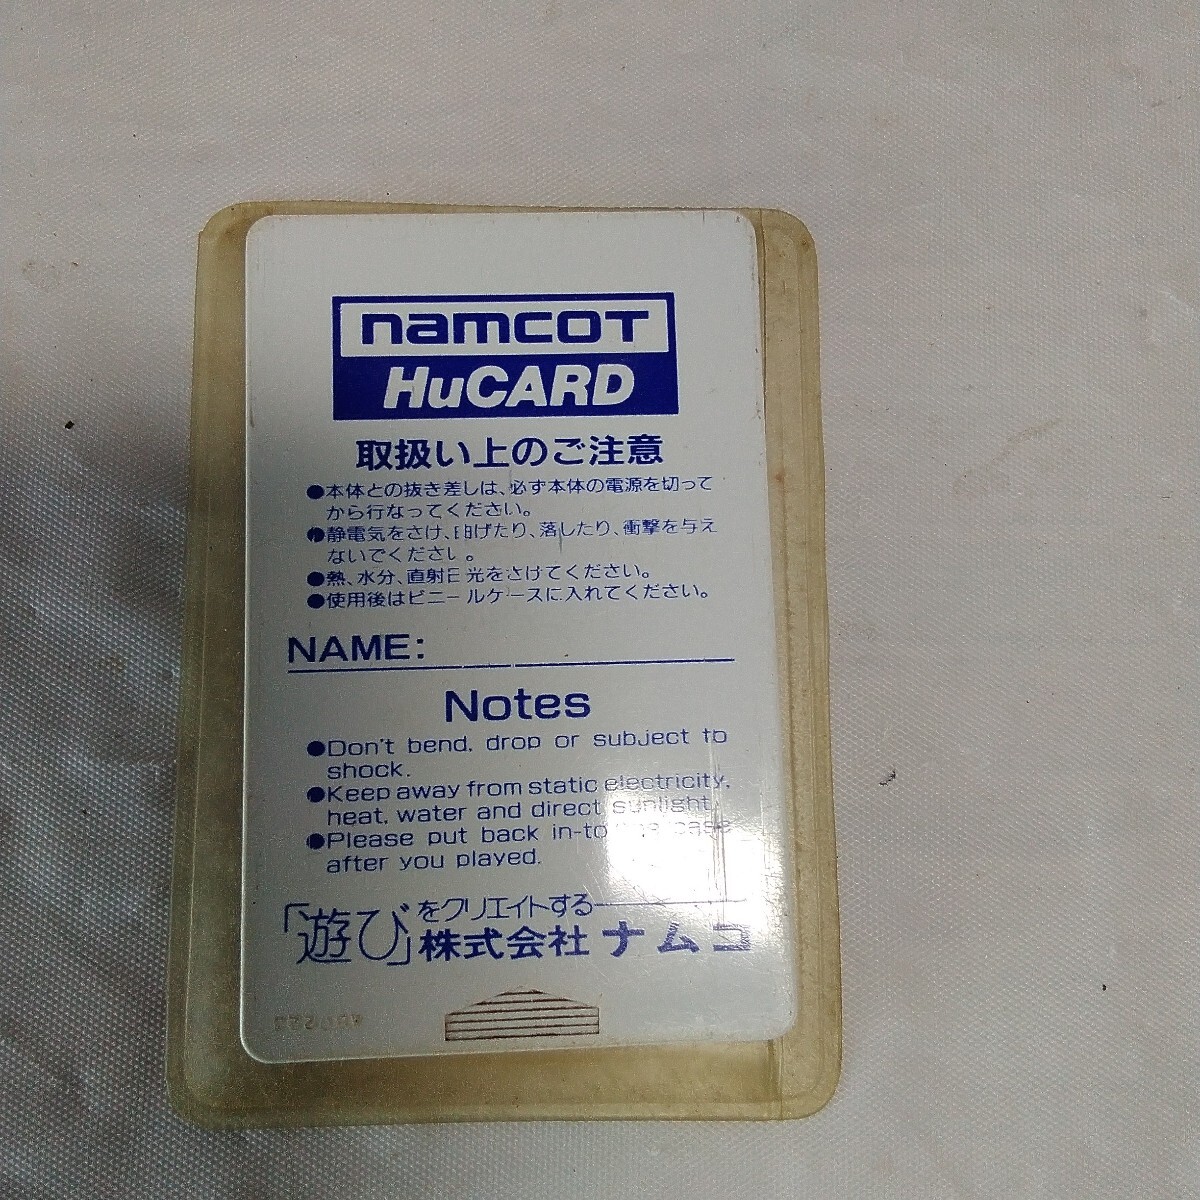 namcoT
HuCARD
取扱い上のご注意
●本体との抜き差しは、必ず本体の電源を切って
から行なってください。
●静電気をさけ、曲げたり、落したり、衝撃を与え
ないでください。
●熱、水分、直射日光をさけてください。
●使用後はビニールケースに入れてください。
NAME:
Notes
●Don't bend, drop or subject to
shock.
●Keep away from static electricity,
heat, water and direct sunlight.
●Please put back in-to the case
after you played.
「遊び」をクリエイトする
株式会社 ナムコ